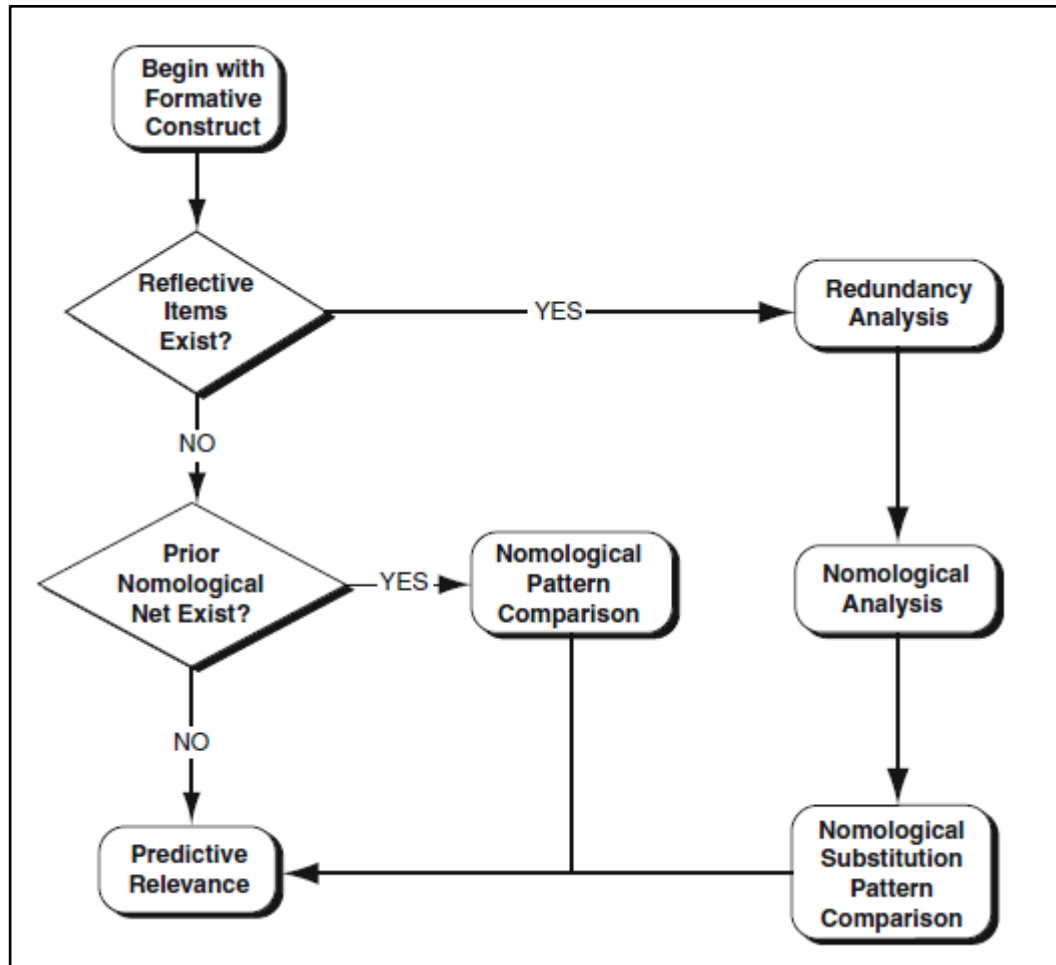 Begin with
Formative
Construct
Reflective
Items
Exist?
YES
Redundancy
Analysis
NO
Prior
Nomological
Net Exist?
YES
Nomological
Pattern
Comparison
Nomological
Analysis
NO
Predictive
Relevance
Nomological
Substitution
Pattern
Comparison